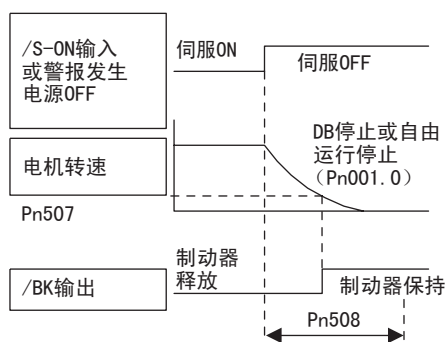 /S-ON输入
或警报发生
电源OFF
伺服ON
伺服OFF
电机转速
DB停止或自由
运行停止
（Pn001.0）
Pn507
/BK输出
制动器
释放
制动器保持
Pn508